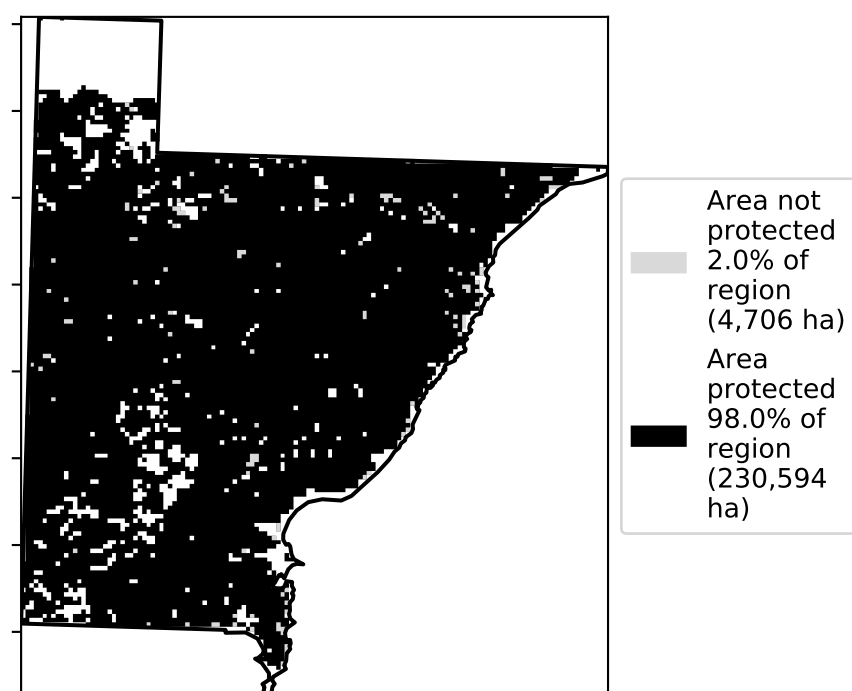 Area not
protected
2.0% of
region
(4,706 ha)
Area
protected
98.0% of
region
(230,594
ha)